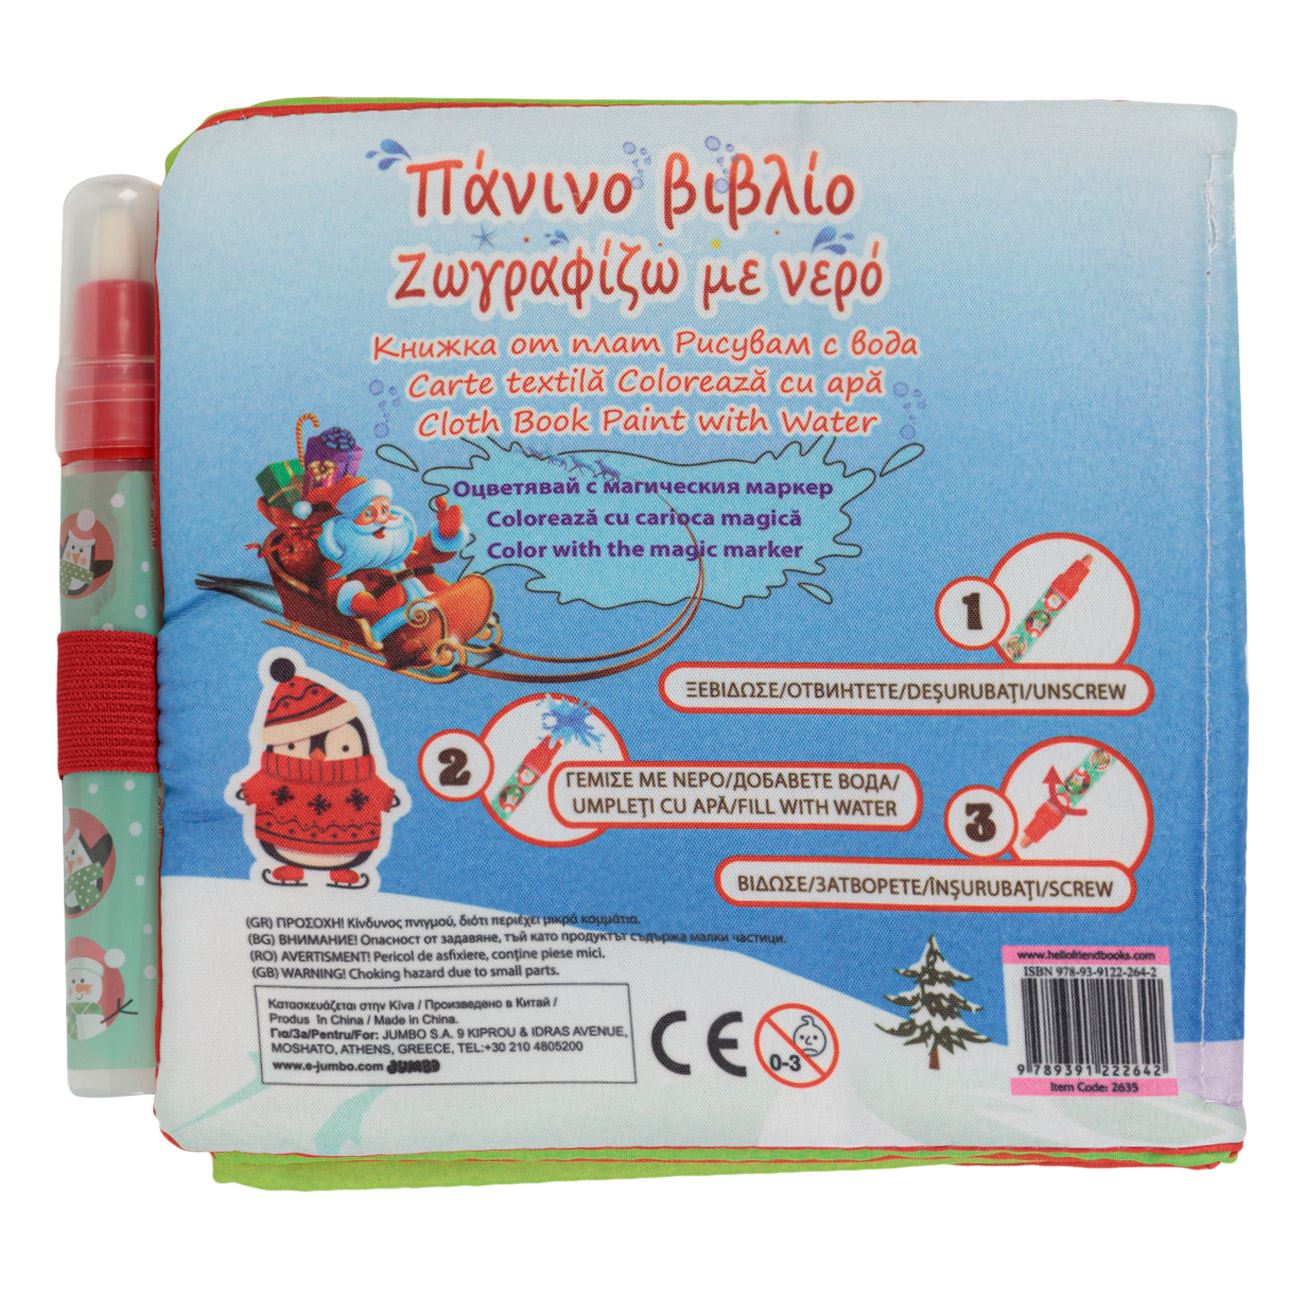 Πάνινο βιβλίο
Ζωγραφίζω με νερό
Книжка от плат Рисувам с вода
Carte textilă Colorează cu apă
Cloth Book Paint with Water
Оцветявай с магическия маркер
Colorează cu carioca magică
Color with the magic marker
1
ΞΕΒΙΔΩΣΕ/ОТВИНТЕТЕ/DEȘURUBAȚI/UNSCREW
2
ΓΕΜΙΣΕ ΜΕ ΝΕΡΟ/ДОБАВЕТЕ ВОДА/
UMPLEȚI CU APĂ/FILL WITH WATER
3
ΒΙΔΩΣΕ/ЗАТВОРЕТЕ/ÎNȘURUBAȚI/SCREW
(GR) ΠΡΟΣΟΧΗ! Κίνδυνος πνιγμού, διότι περιέχει μικρά κομμάτια.
(BG) ВНИМАНИЕ! Опасност от задавяне, тъй като продуктът съдържа малки частици.
(RO) AVERTISMENT! Pericol de asfixiere, conține piese mici.
(GB) WARNING! Choking hazard due to small parts.
Κατασκευάζεται στην Κίνα / Произведено в Китай /
Produs în China / Made in China.
Για/За/Pentru/For: JUMBO S.A. 9 KIPROU & IDRAS AVENUE,
MOSHATO, ATHENS, GREECE, TEL:+30 210 4805200
www.e-jumbo.com JUMBO
CE
0-3
www.hellofriendbooks.com
ISBN 978-93-9122-264-2
9 789391 222642
Item Code: 2635